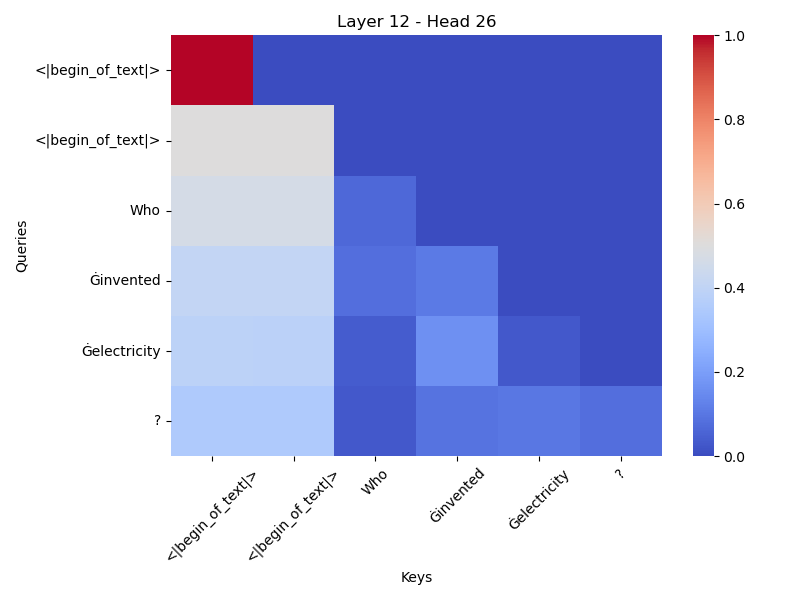 Layer 12 - Head 26
<|begin_of_text|>
<|begin_of_text|>
Who
Ġinvented
Ġelectricity
?
Queries
<|begin_of_text|>
<|begin_of_text|>
Who
Ġinvented
Ġelectricity
?
Keys
1.0
0.8
0.6
0.4
0.2
0.0